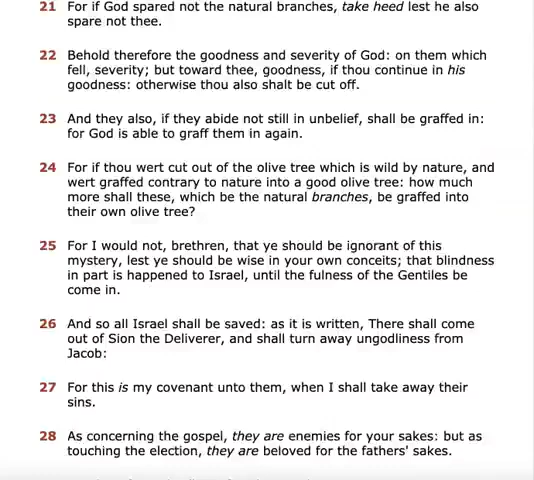 21 For if God spared not the natural branches, take heed lest he also
spare not thee.
22 Behold therefore the goodness and severity of God: on them which
fell, severity; but toward thee, goodness, if thou continue in his
goodness: otherwise thou also shalt be cut off.
23 And they also, if they abide not still in unbelief, shall be graffed in:
for God is able to graff them in again.
24 For if thou wert cut out of the olive tree which is wild by nature, and
wert graffed contrary to nature into a good olive tree: how much
more shall these, which be the natural branches, be graffed into
their own olive tree?
25 For I would not, brethren, that ye should be ignorant of this
mystery, lest ye should be wise in your own conceits; that blindness
in part is happened to Israel, until the fulness of the Gentiles be
come in.
26 And so all Israel shall be saved: as it is written, There shall come
out of Sion the Deliverer, and shall turn away ungodliness from
Jacob:
27 For this is my covenant unto them, when I shall take away their
sins.
28 As concerning the gospel, they are enemies for your sakes: but as
touching the election, they are beloved for the fathers' sakes.